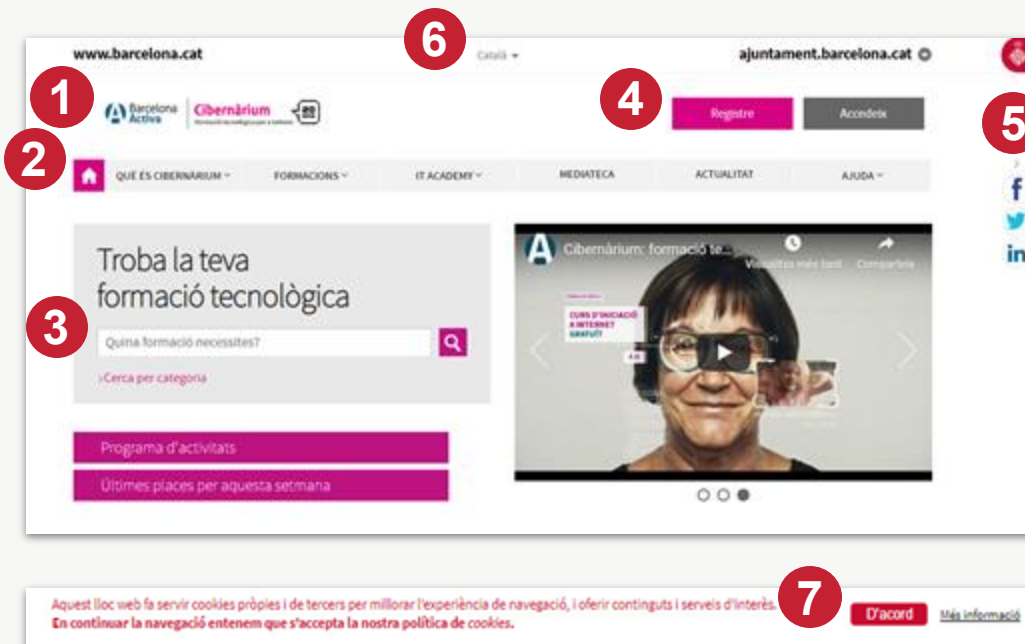 6
www.barcelona.cat
Català
ajuntament.barcelona.cat
1
Barcelona Activa
Cibernàrium
4
Registre
Accedeix
5
2
QUÈ ÉS CIBERNÀRIUM
FORMACIONS
IT ACADEMY
MEDIATECA
ACTUALITAT
AJUDA
f
in
Troba la teva
formació tecnològica
3
Quina formació necessites?
›Cerca per categoria
Programa d'activitats
Últimes places per aquesta setmana
Cibernàrium: formació te...
Visualitza més tard
Comparteix
CURS D'INICIACIÓ
A INTERNET
GRATUÏT
7
Aquest lloc web fa servir cookies pròpies i de tercers per millorar l'experiència de navegació, i oferir continguts i serveis d'interès.
En continuar la navegació entenem que s'accepta la nostra política de cookies.
D'acord
Més informació